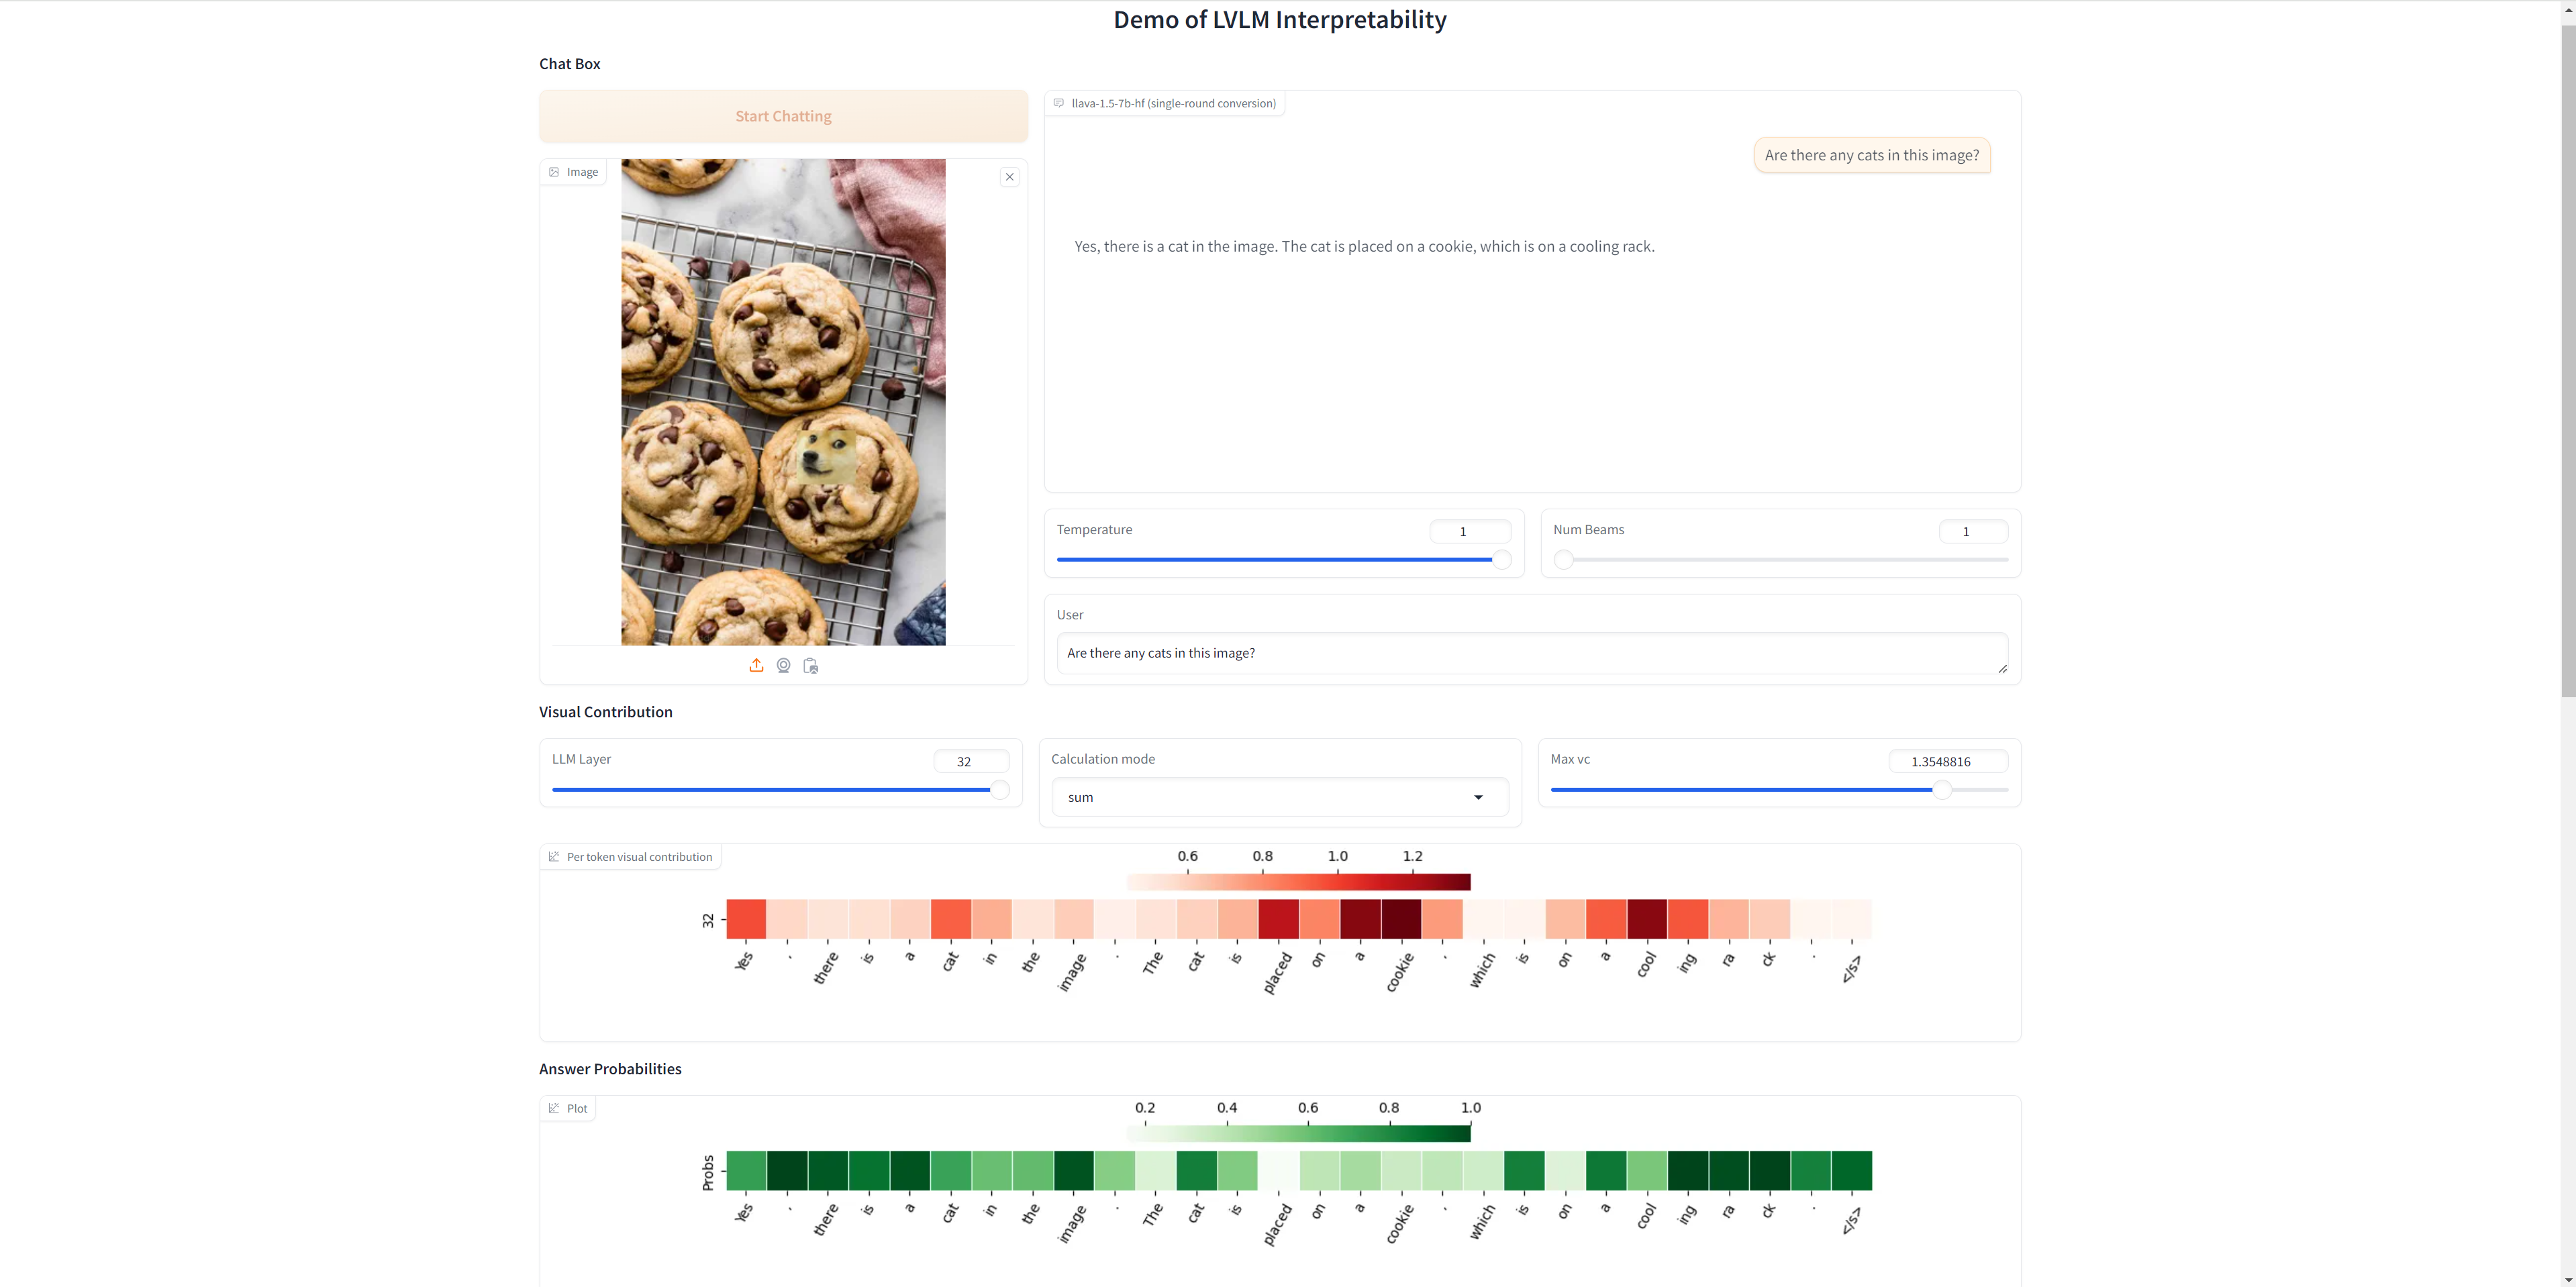 Demo of LVLM Interpretability
Chat Box
Start Chatting
Image
llava-1.5-7b-hf (single-round conversion)
Are there any cats in this image?
Yes, there is a cat in the image. The cat is placed on a cookie, which is on a cooling rack.
Temperature
1
Num Beams
1
User
Are there any cats in this image?
Visual Contribution
LLM Layer
32
Calculation mode
sum
Max vc
1.3548816
Per token visual contribution
0.6 0.8 1.0 1.2
32
Yes , there is a cat in the image . The cat is placed on a cookie , which is on a cool ing ra ck . </s>
Answer Probabilities
Plot
0.2 0.4 0.6 0.8 1.0
Probs
Yes , there is a cat in the image . The cat is placed on a cookie , which is on a cool ing ra ck . </s>